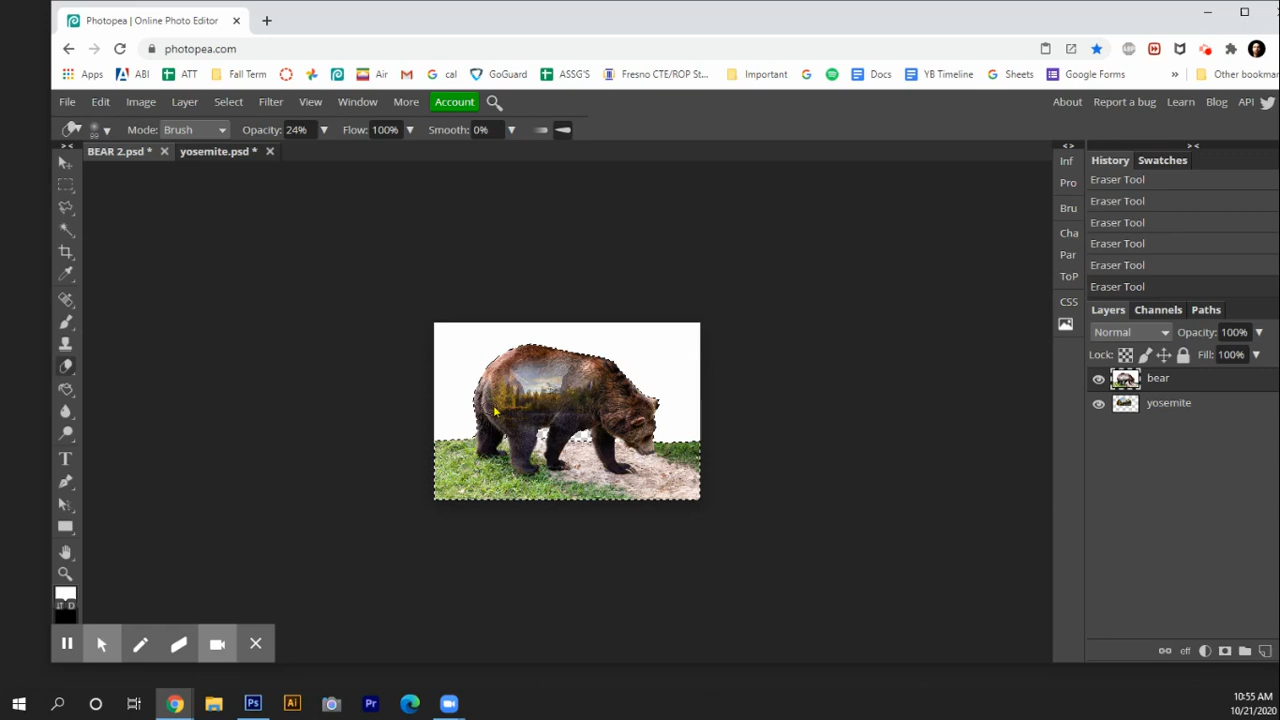 Photopea | Online Photo Editor
photopea.com
Apps ABI ATT Fall Term Air cal GoGuard ASSG'S Fresno CTE/ROP St... Important Docs YB Timeline Sheets Google Forms » Other bookmar
File Edit Image Layer Select Filter View Window More Account About Report a bug Learn Blog API
Mode: Brush Opacity: 24% Flow: 100% Smooth: 0%
BEAR 2.psd * yosemite.psd *
Inf
Pro
Bru
Cha
Par
ToP
CSS
History Swatches
Eraser Tool
Eraser Tool
Eraser Tool
Eraser Tool
Eraser Tool
Eraser Tool
Layers Channels Paths
Normal Opacity: 100%
Lock: Fill: 100%
bear
yosemite
eff
10:55 AM
10/21/2020